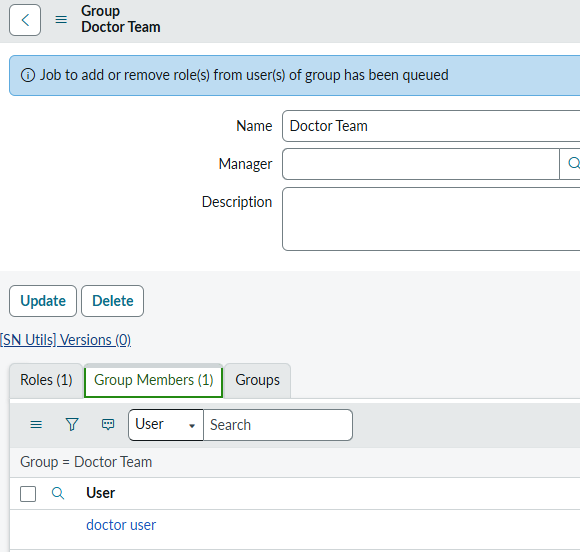 Group
Doctor Team
Job to add or remove role(s) from user(s) of group has been queued
Name Doctor Team
Manager
Description
Update Delete
[SN Utils] Versions (0)
Roles (1) Group Members (1) Groups
User Search
Group = Doctor Team
User
doctor user